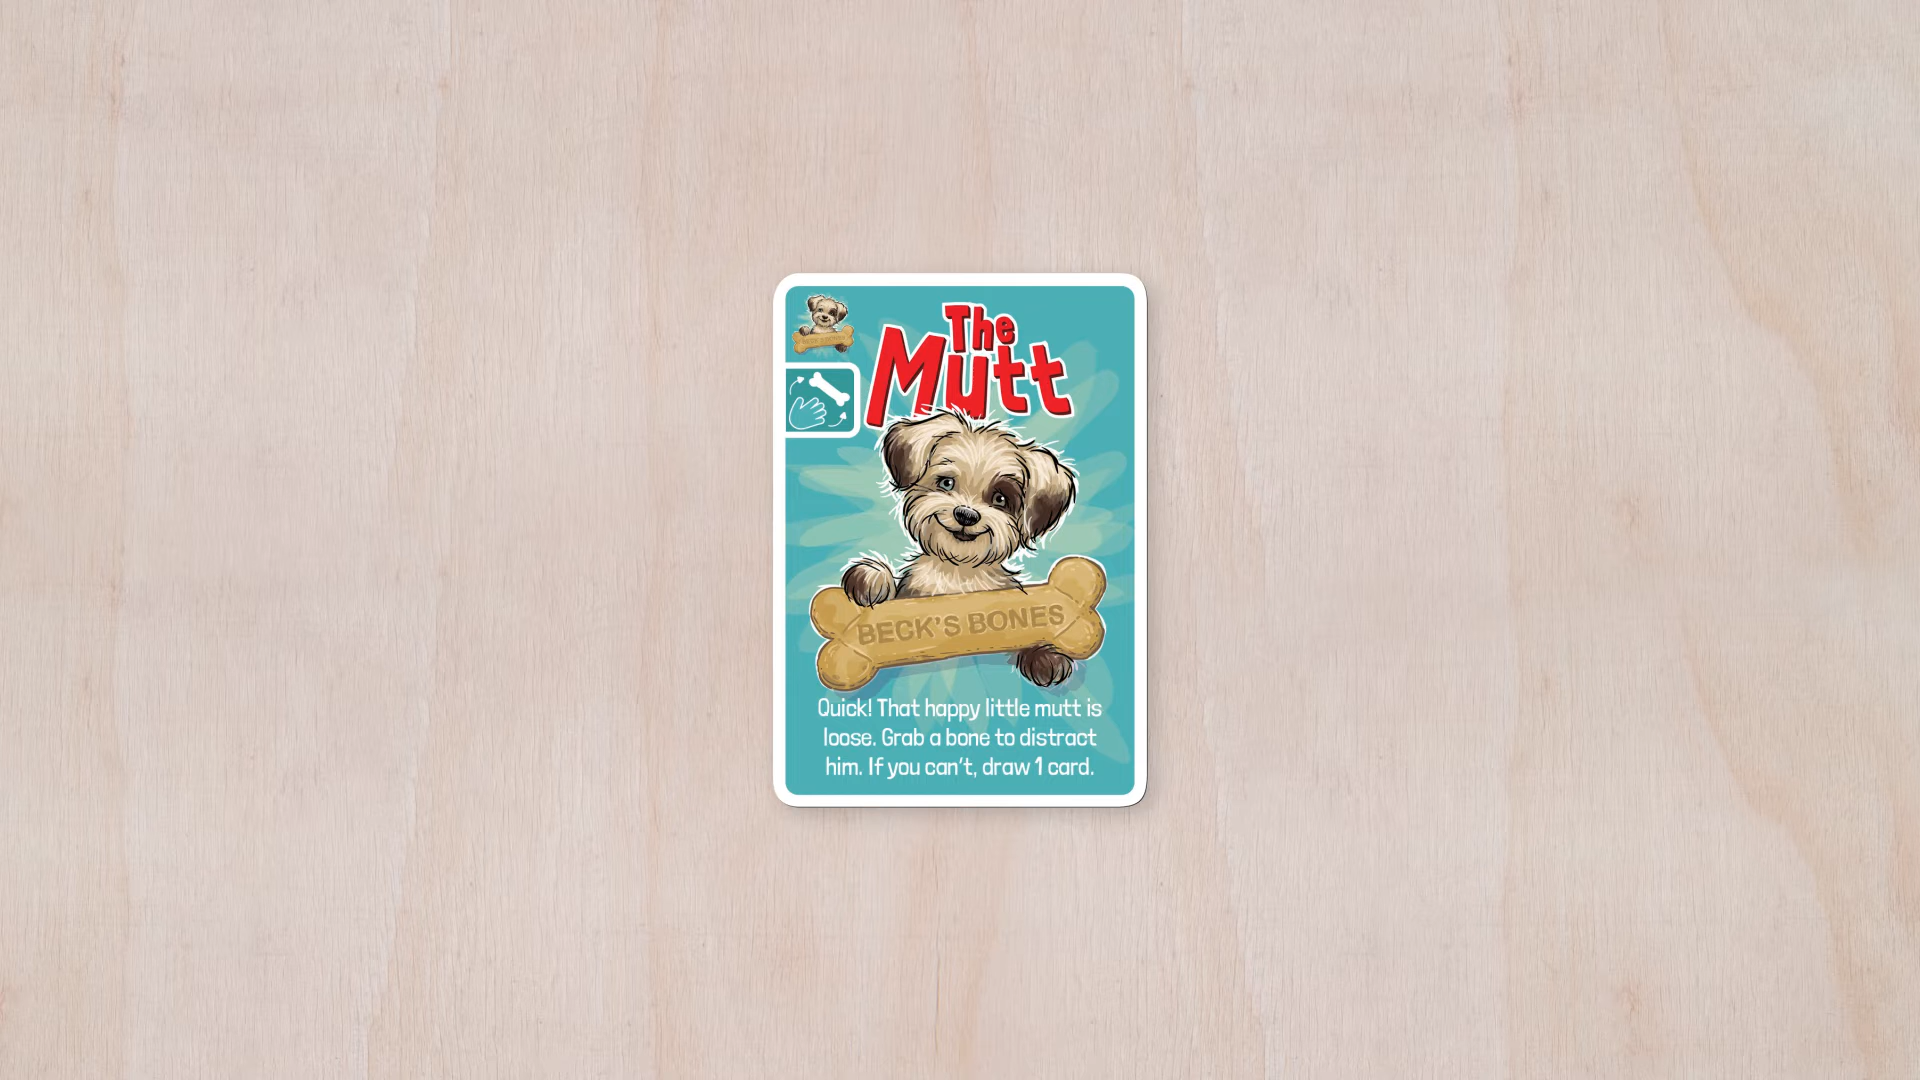 The
Mutt
BECK'S BONES
Quick! That happy little mutt is
loose. Grab a bone to distract
him. If you can't, draw 1 card.